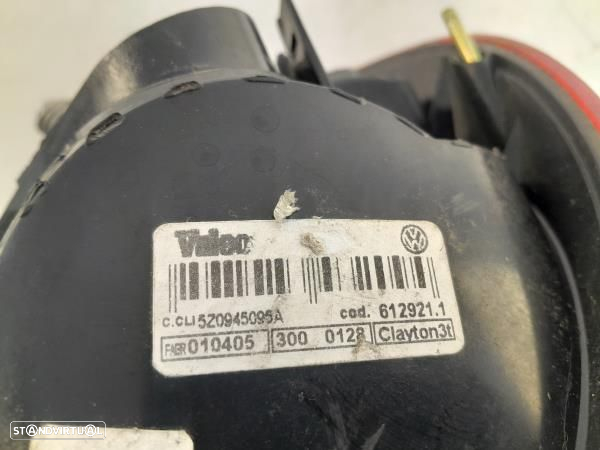 Valeo
C.CLI 5Z0945095A cod. 612921.1
FABR 010405 300 0128 Clayton3t
STANDVIRTUAL